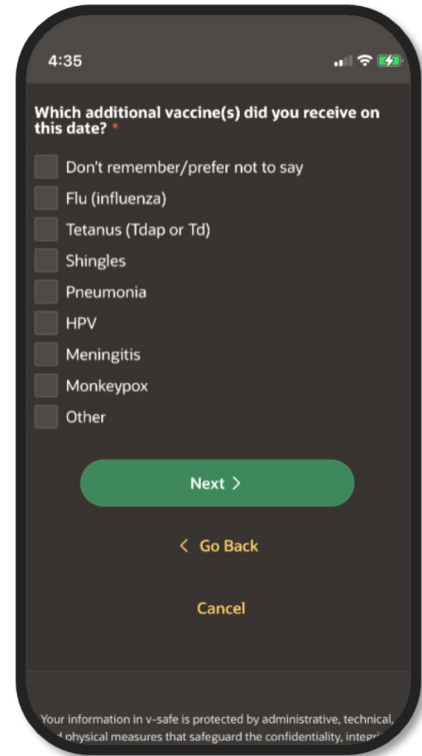 4:35
Which additional vaccine(s) did you receive on
this date? *
Don't remember/prefer not to say
Flu (influenza)
Tetanus (Tdap or Td)
Shingles
Pneumonia
HPV
Meningitis
Monkeypox
Other
Next >
< Go Back
Cancel
Your information in v-safe is protected by administrative, technical,
physical measures that safeguard the confidentiality,